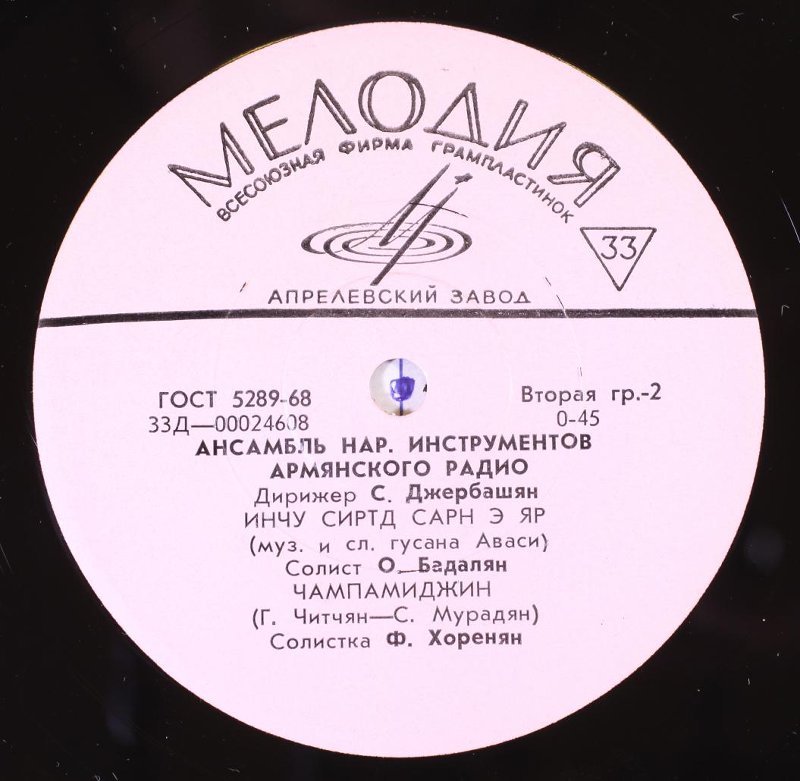 МЕЛОДИЯ
ВСЕСОЮЗНАЯ ФИРМА ГРАМПЛАСТИНОК
33
АПРЕЛЕВСКИЙ ЗАВОД
ГОСТ 5289-68 Вторая гр.-2
33Д—00024608 0-45
АНСАМБЛЬ НАР. ИНСТРУМЕНТОВ
АРМЯНСКОГО РАДИО
Дирижер С. Джербашян
ИНЧУ СИРТД САРН Э ЯР
(муз. и сл. гусана Аваси)
Солист О. Бадалян
ЧАМПАМИДЖИН
(Г. Читчян—С. Мурадян)
Солистка Ф. Хоренян